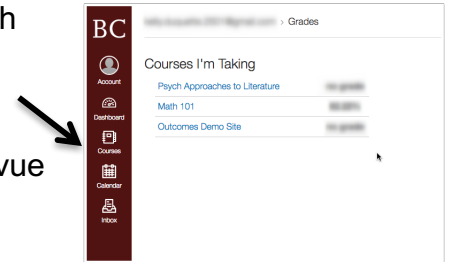 h
vue
BC
Account
Dashboard
Courses
Calendar
Inbox
> Grades
Courses I'm Taking
Psych Approaches to Literature
Math 101
Outcomes Demo Site